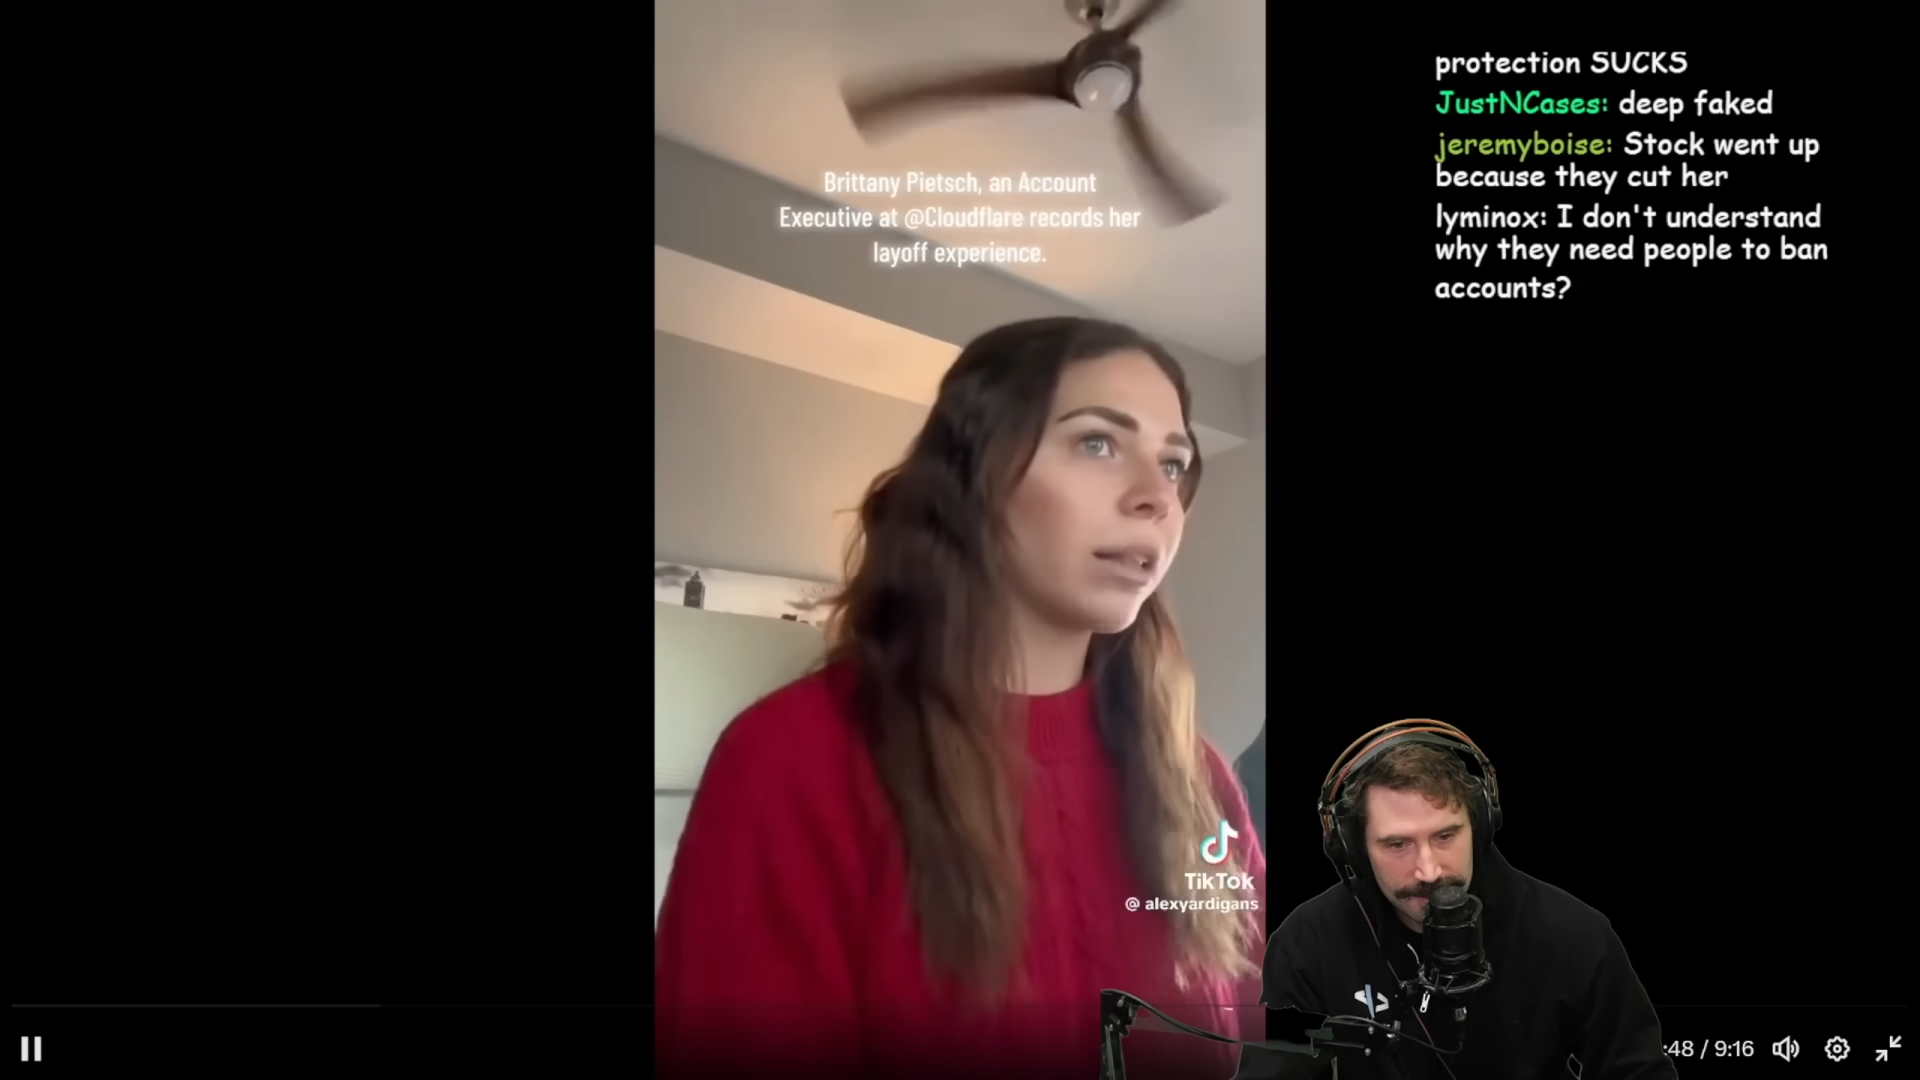 protection SUCKS
JustNCases: deep faked
jeremyboise: Stock went up
because they cut her
lyminox: I don't understand
why they need people to ban
accounts?
Brittany Pietsch, an Account
Executive at @Cloudflare records her
layoff experience.
TikTok
@ alexyardigans
:48 / 9:16